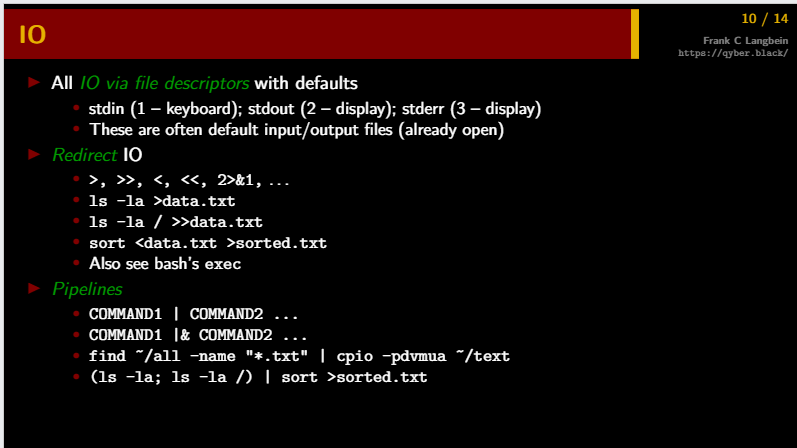 IO
10 / 14
Frank C Langbein
https://qyber.black/
All IO via file descriptors with defaults
stdin (1 – keyboard); stdout (2 – display); stderr (3 – display)
These are often default input/output files (already open)
Redirect IO
>, >>, <, <<, 2>&1, ...
ls -la >data.txt
ls -la / >>data.txt
sort <data.txt >sorted.txt
Also see bash's exec
Pipelines
COMMAND1 | COMMAND2 ...
COMMAND1 |& COMMAND2 ...
find ~/all -name "*.txt" | cpio -pdvmua ~/text
(ls -la; ls -la /) | sort >sorted.txt